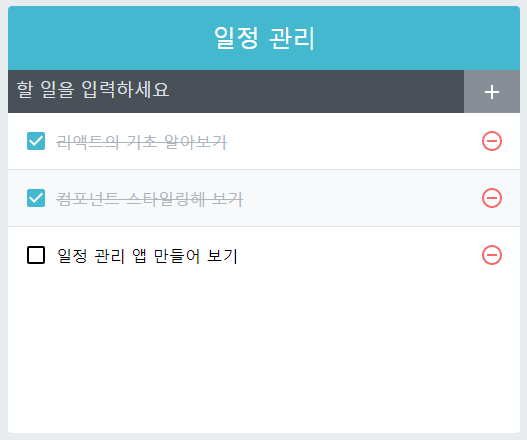 일정 관리
할 일을 입력하세요
리액트의 기초 알아보기
컴포넌트 스타일링해 보기
일정 관리 앱 만들어 보기